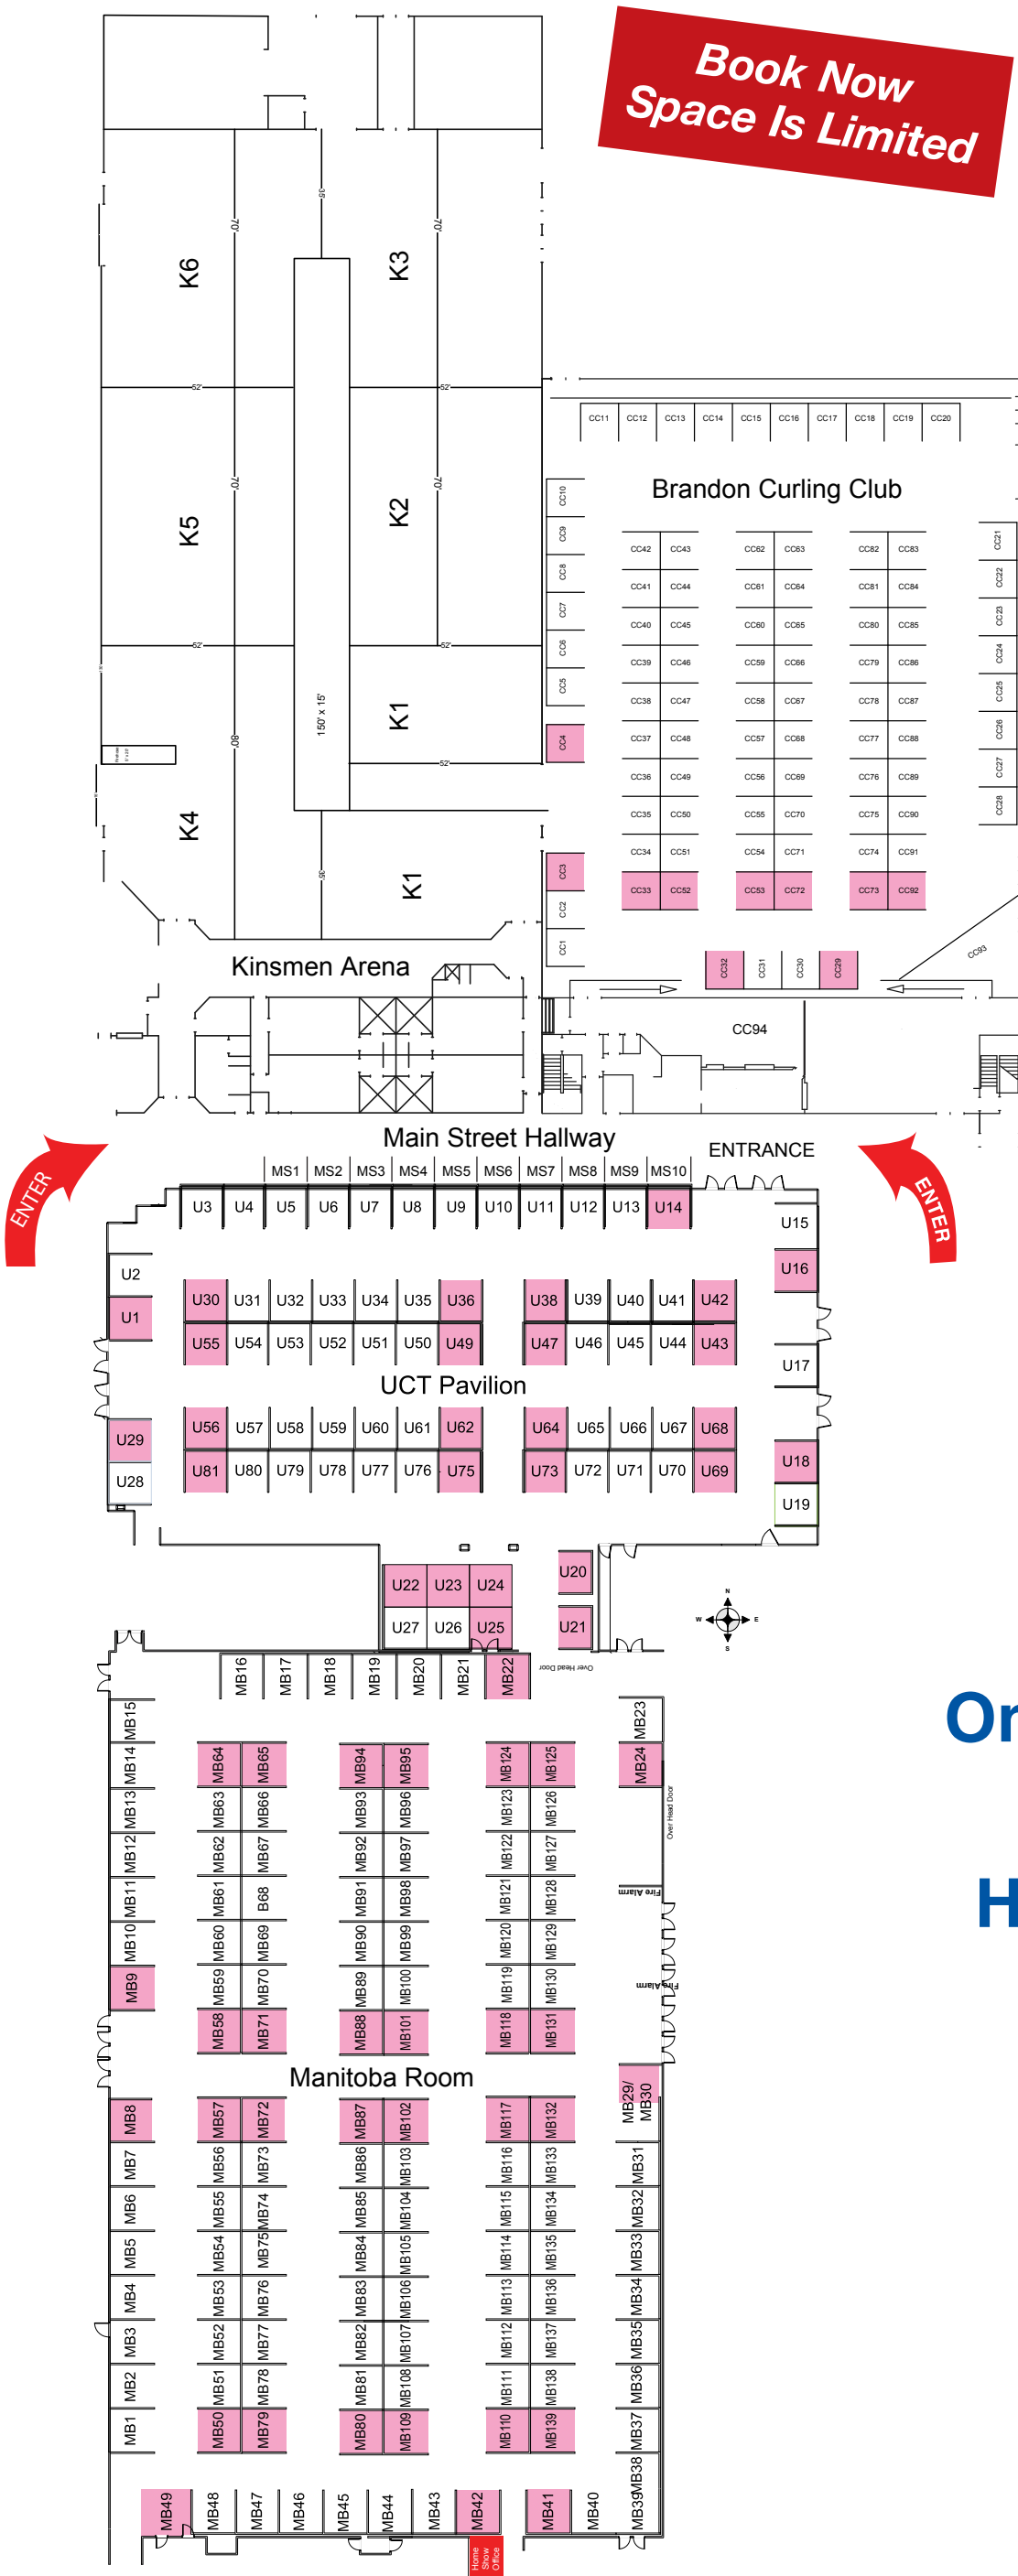 Book Now
Space Is Limited
35'
70'
70'
K6
K3
52'
52'
CC11 CC12 CC13 CC14 CC15 CC16 CC17 CC18 CC19 CC20
Brandon Curling Club
70'
70'
K5
K2
CC10
CC9
CC8
CC7
CC6
CC5
CC4
CC3
CC2
CC1
CC42 CC43 CC62 CC63 CC82 CC83
CC41 CC44 CC61 CC64 CC81 CC84
CC40 CC45 CC60 CC65 CC80 CC85
CC39 CC46 CC59 CC66 CC79 CC86
CC38 CC47 CC58 CC67 CC78 CC87
CC37 CC48 CC57 CC68 CC77 CC88
CC36 CC49 CC56 CC69 CC76 CC89
CC35 CC50 CC55 CC70 CC75 CC90
CC34 CC51 CC54 CC71 CC74 CC91
CC33 CC52 CC53 CC72 CC73 CC92
CC21
CC22
CC23
CC24
CC25
CC26
CC27
CC28
52'
52'
150' x 15'
K1
80'
52'
K4
35'
K1
Kinsmen Arena
CC32 CC31 CC30 CC29
CC93
CC94
Main Street Hallway
ENTRANCE
ENTER
ENTER
MS1 MS2 MS3 MS4 MS5 MS6 MS7 MS8 MS9 MS10
U3 U4 U5 U6 U7 U8 U9 U10 U11 U12 U13 U14
U15
U2
U16
U1
U30 U31 U32 U33 U34 U35 U36 U38 U39 U40 U41 U42
U55 U54 U53 U52 U51 U50 U49 U47 U46 U45 U44 U43
U17
UCT Pavilion
U56 U57 U58 U59 U60 U61 U62 U64 U65 U66 U67 U68
U29
U18
U81 U80 U79 U78 U77 U76 U75 U73 U72 U71 U70 U69
U28
U19
U22 U23 U24
U20
U27 U26 U25
U21
N
W E
S
Over Head Door
MB16 MB17 MB18 MB19 MB20 MB21 MB22
MB15 MB23
MB14 MB64 MB65 MB94 MB95 MB124 MB125 MB24
MB13 MB63 MB66 MB93 MB96 MB123 MB126
Over Head Door
MB12 MB62 MB67 MB92 MB97 MB122 MB127
MB11 MB61 B68 MB91 MB98 MB121 MB128
Fire Alarm
MB10 MB60 MB69 MB90 MB99 MB120 MB129
MB9 MB59 MB70 MB89 MB100 MB119 MB130
Fire Alarm
MB58 MB71 MB88 MB101 MB118 MB131
Manitoba Room
MB29/
MB30
MB8 MB57 MB72 MB87 MB102 MB117 MB132
MB7 MB56 MB73 MB86 MB103 MB116 MB133 MB31
MB6 MB55 MB74 MB85 MB104 MB115 MB134 MB32
MB5 MB54 MB75 MB84 MB105 MB114 MB135 MB33
MB4 MB53 MB76 MB83 MB106 MB113 MB136 MB34
MB3 MB52 MB77 MB82 MB107 MB112 MB137 MB35
MB2 MB51 MB78 MB81 MB108 MB111 MB138 MB36
MB1 MB50 MB79 MB80 MB109 MB110 MB139 MB37
MB38
MB49 MB48 MB47 MB46 MB45 MB44 MB43 MB42 MB41 MB40 MB39
Home
Show
Office
Or
H